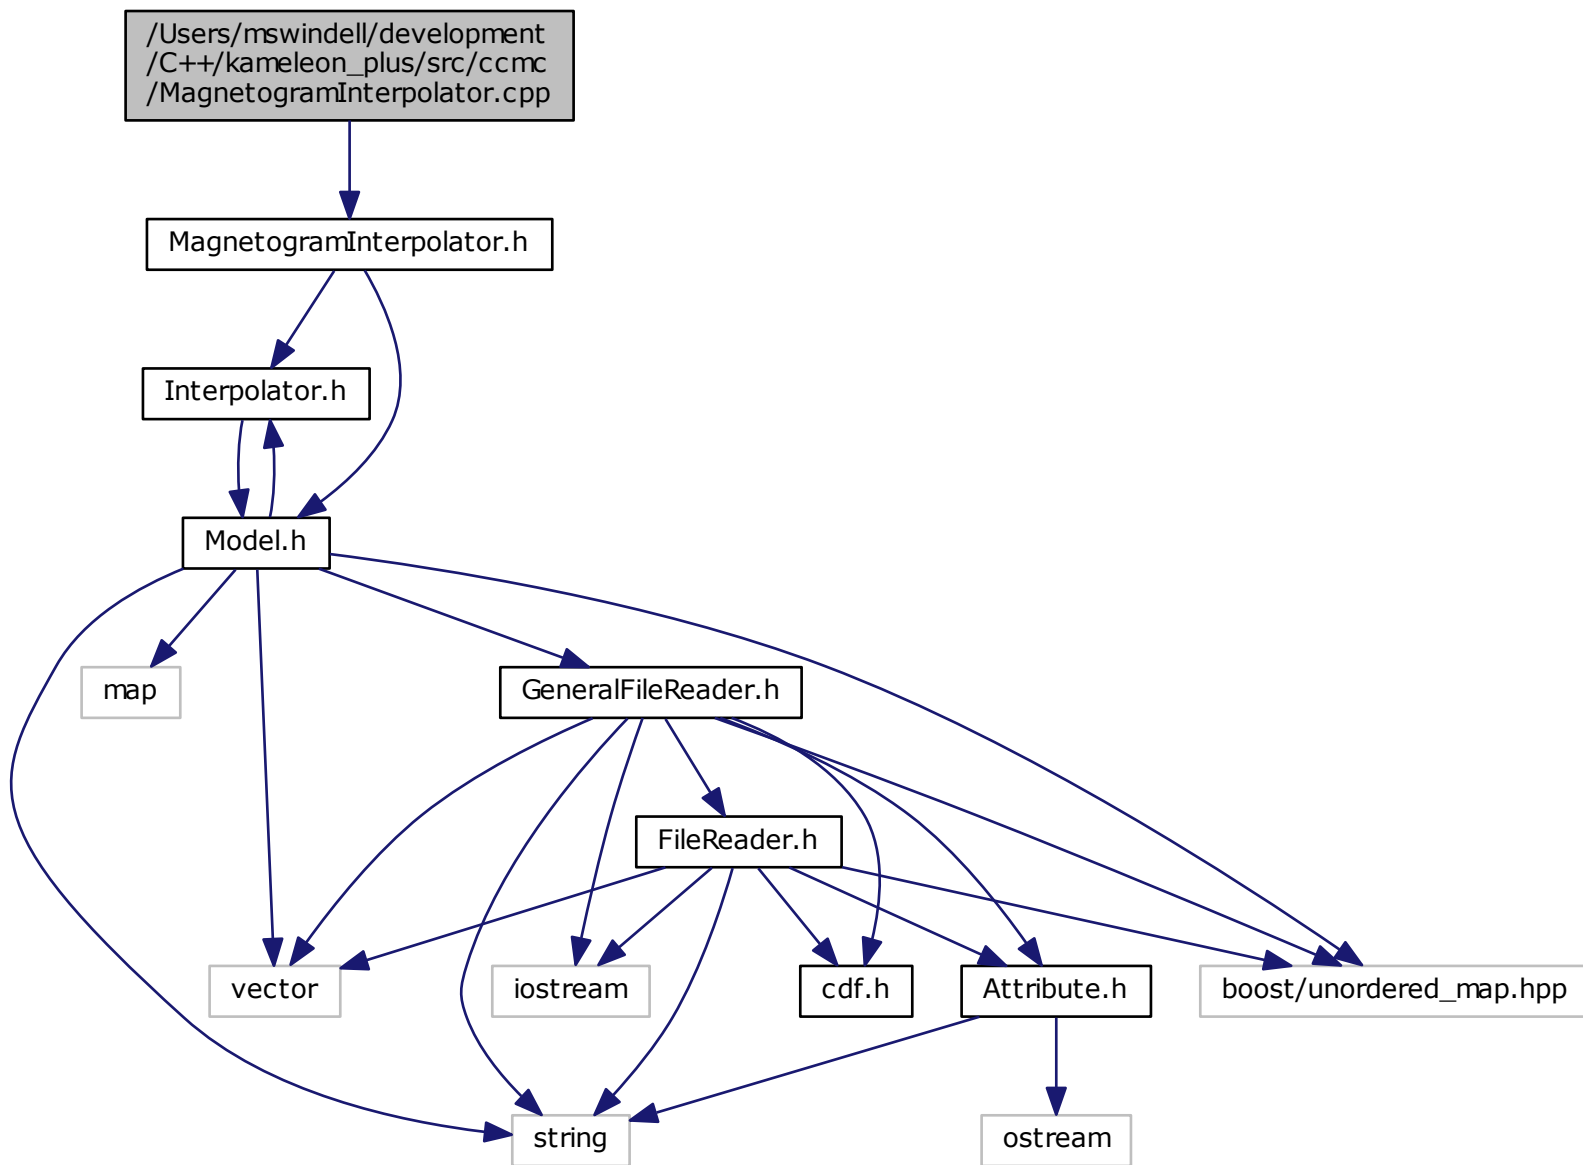 /Users/mswindell/development
/C++/kameleon_plus/src/ccmc
/MagnetogramInterpolator.cpp
MagnetogramInterpolator.h
Interpolator.h
Model.h
map
GeneralFileReader.h
FileReader.h
vector
iostream
cdf.h
Attribute.h
boost/unordered_map.hpp
string
ostream